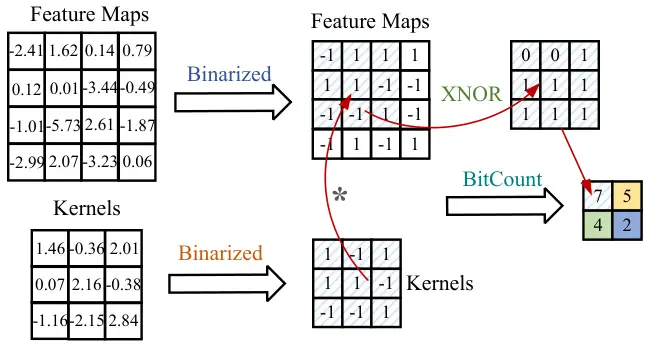 Feature Maps
-2.41 1.62 0.14 0.79
0.12 0.01 -3.44 -0.49
-1.01 -5.73 2.61 -1.87
-2.99 2.07 -3.23 0.06
Binarized
Feature Maps
-1 1 1 1
1 1 -1 -1
-1 -1 1 -1
-1 1 -1 1
XNOR
0 0 1
1 1 1
1 1 1
BitCount
7 5
4 2
Kernels
1.46 -0.36 2.01
0.07 2.16 -0.38
-1.16 -2.15 2.84
Binarized
*
1 -1 1
1 1 -1
-1 -1 1
Kernels